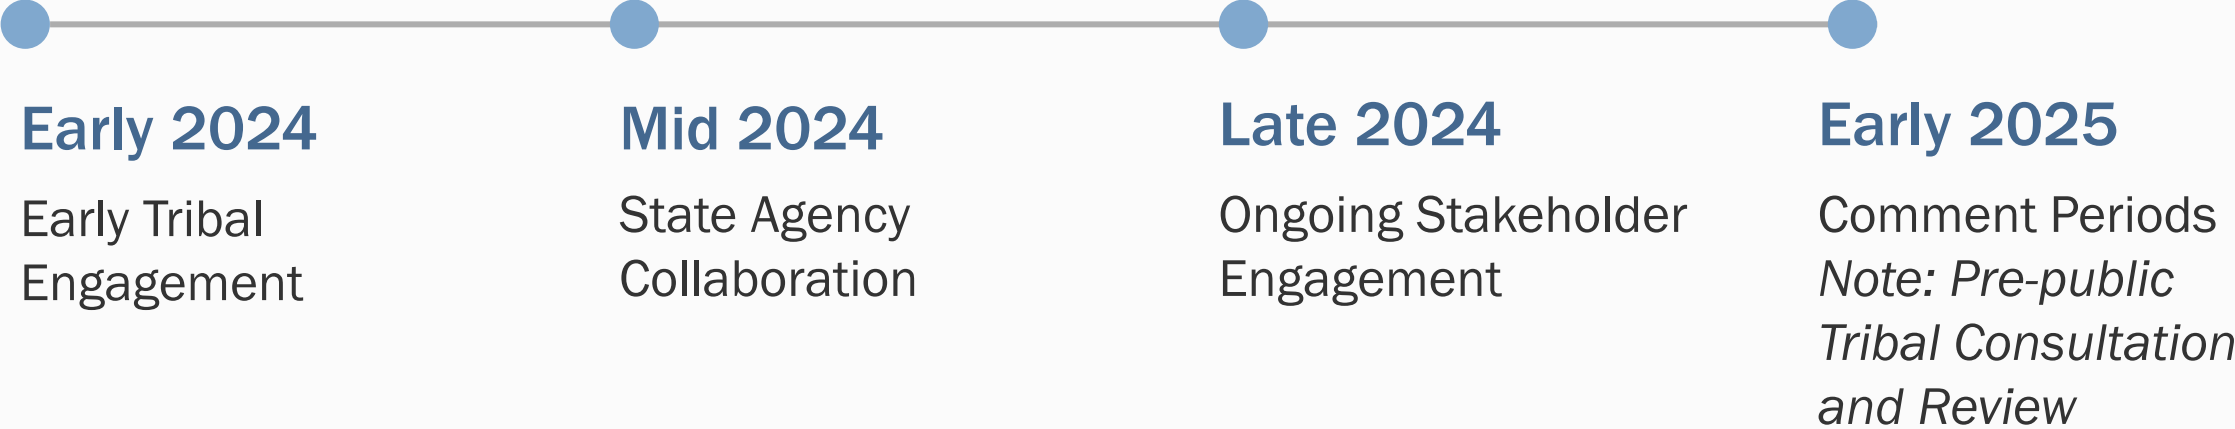 Early 2024
Early Tribal
Engagement
Mid 2024
State Agency
Collaboration
Late 2024
Ongoing Stakeholder
Engagement
Early 2025
Comment Periods
Note: Pre-public
Tribal Consultation
and Review